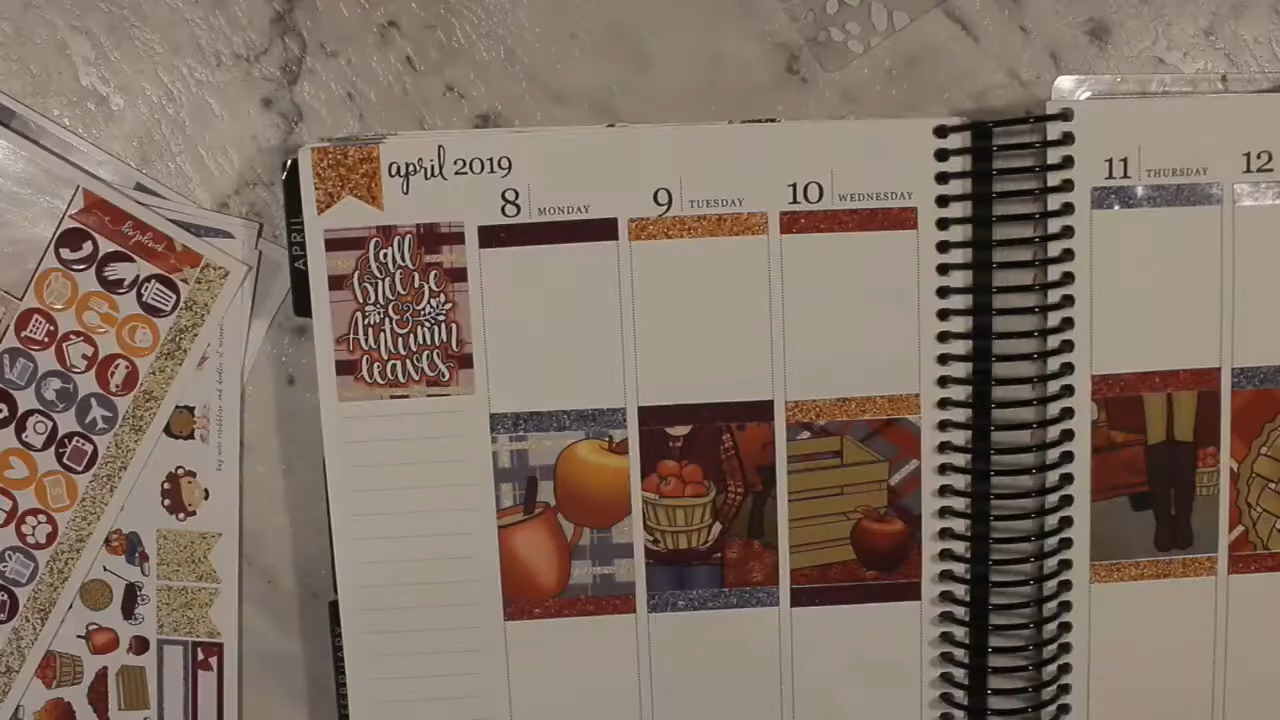 april 2019
8 MONDAY
9 TUESDAY
10 WEDNESDAY
11 THURSDAY
12
APRIL
fall
breeze
&
Autumn
leaves